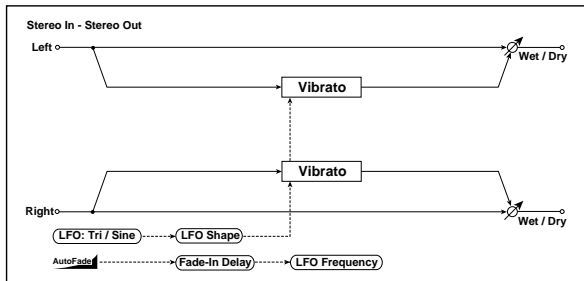 Stereo In - Stereo Out
Left
Wet / Dry
Vibrato
Vibrato
Right
Wet / Dry
LFO: Tri / Sine
LFO Shape
AutoFade
Fade-In Delay
LFO Frequency